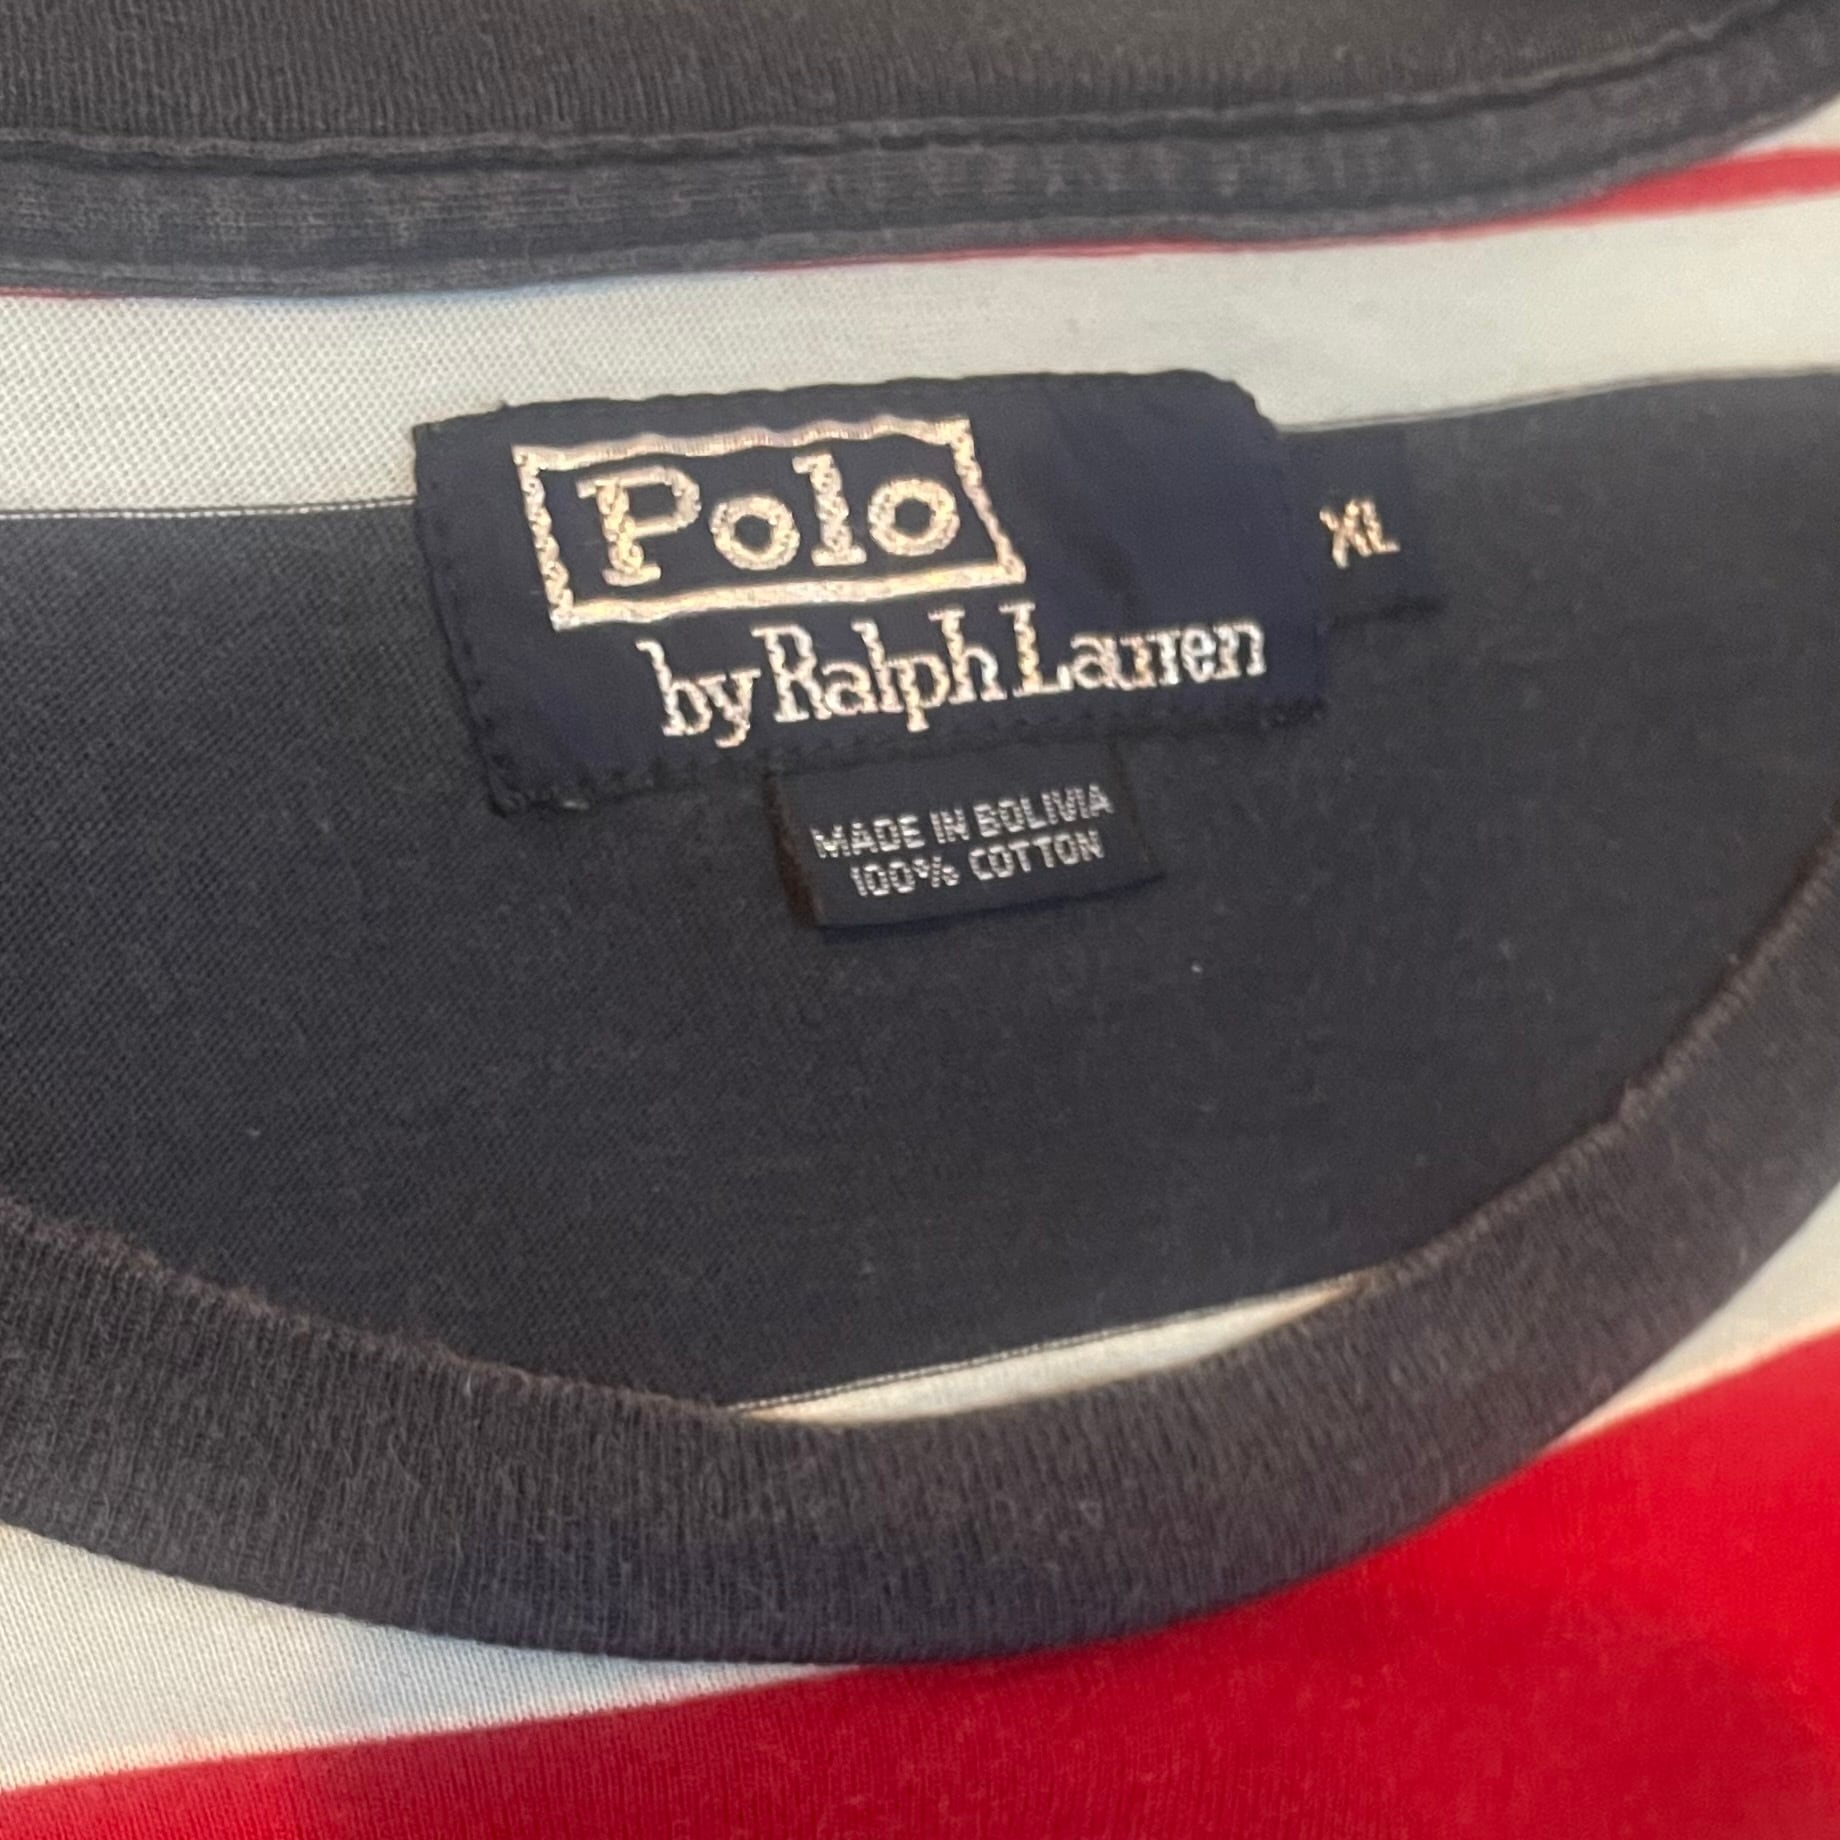 Polo
by Ralph Lauren
XL
MADE IN BOLIVIA
100% COTTON